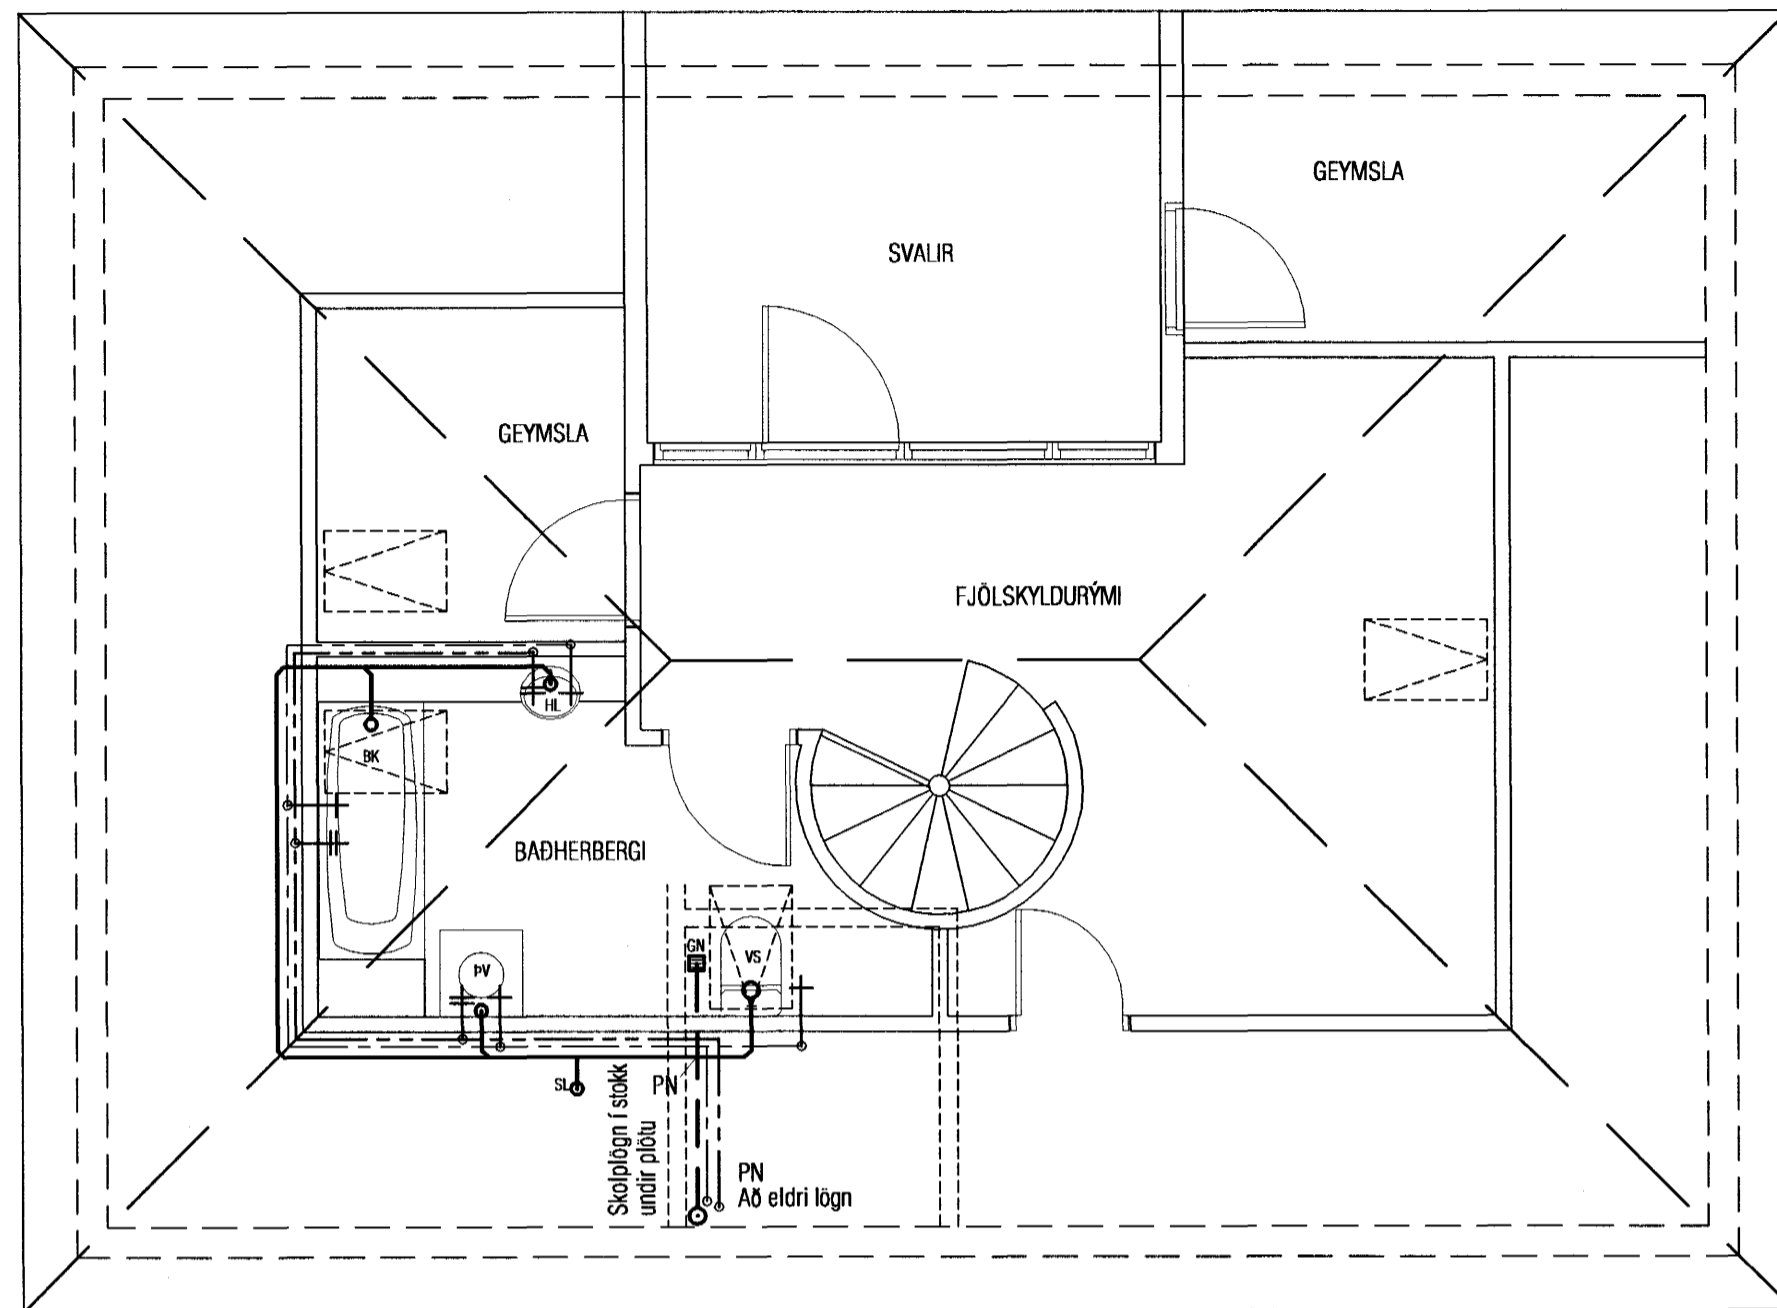 GEYMSLA
SVALIR
GEYMSLA
FJÖLSKYLDURÝMI
HL
BK
BAÐHERBERGI
GN
VS
ÞV
SL
PN
Skolplögn í stokk
undir plötu
PN
Að eldri lögn